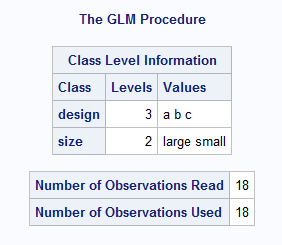 The GLM Procedure
Class Level Information
Class Levels Values
design 3 a b c
size 2 large small
Number of Observations Read 18
Number of Observations Used 18